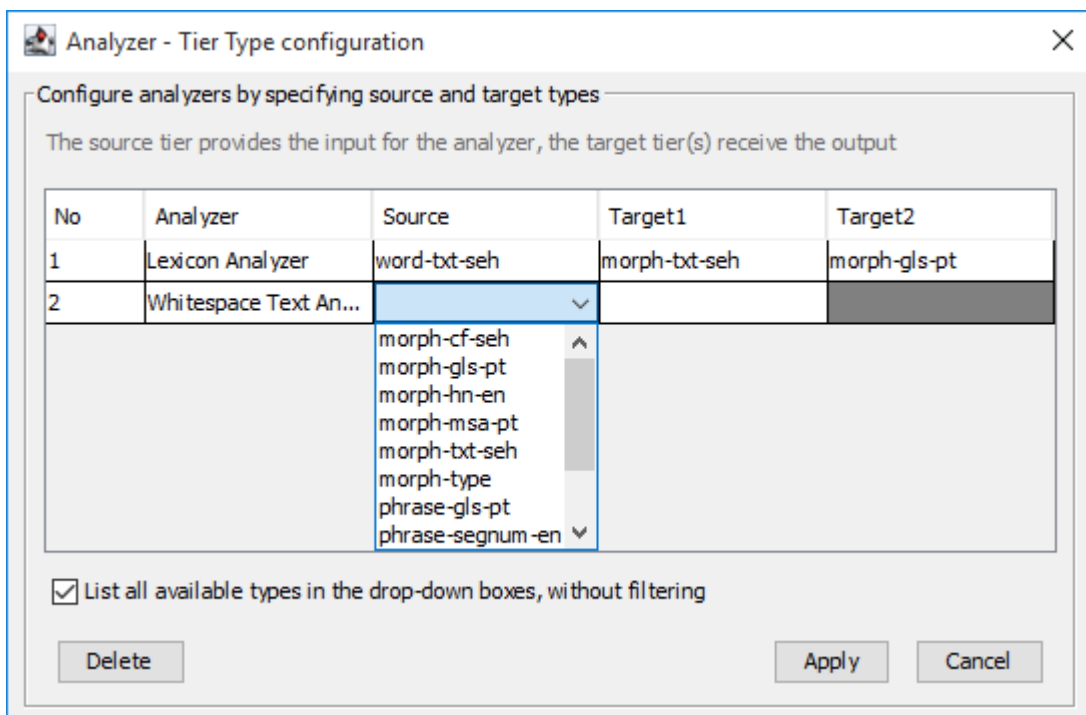 Analyzer - Tier Type configuration
Configure analyzers by specifying source and target types
The source tier provides the input for the analyzer, the target tier(s) receive the output
No Analyzer Source Target1 Target2
1 Lexicon Analyzer word-txt-seh morph-txt-seh morph-gls-pt
2 Whitespace Text An...
morph-cf-seh
morph-gls-pt
morph-hn-en
morph-msa-pt
morph-txt-seh
morph-type
phrase-gls-pt
phrase-segnum-en
List all available types in the drop-down boxes, without filtering
Delete Apply Cancel